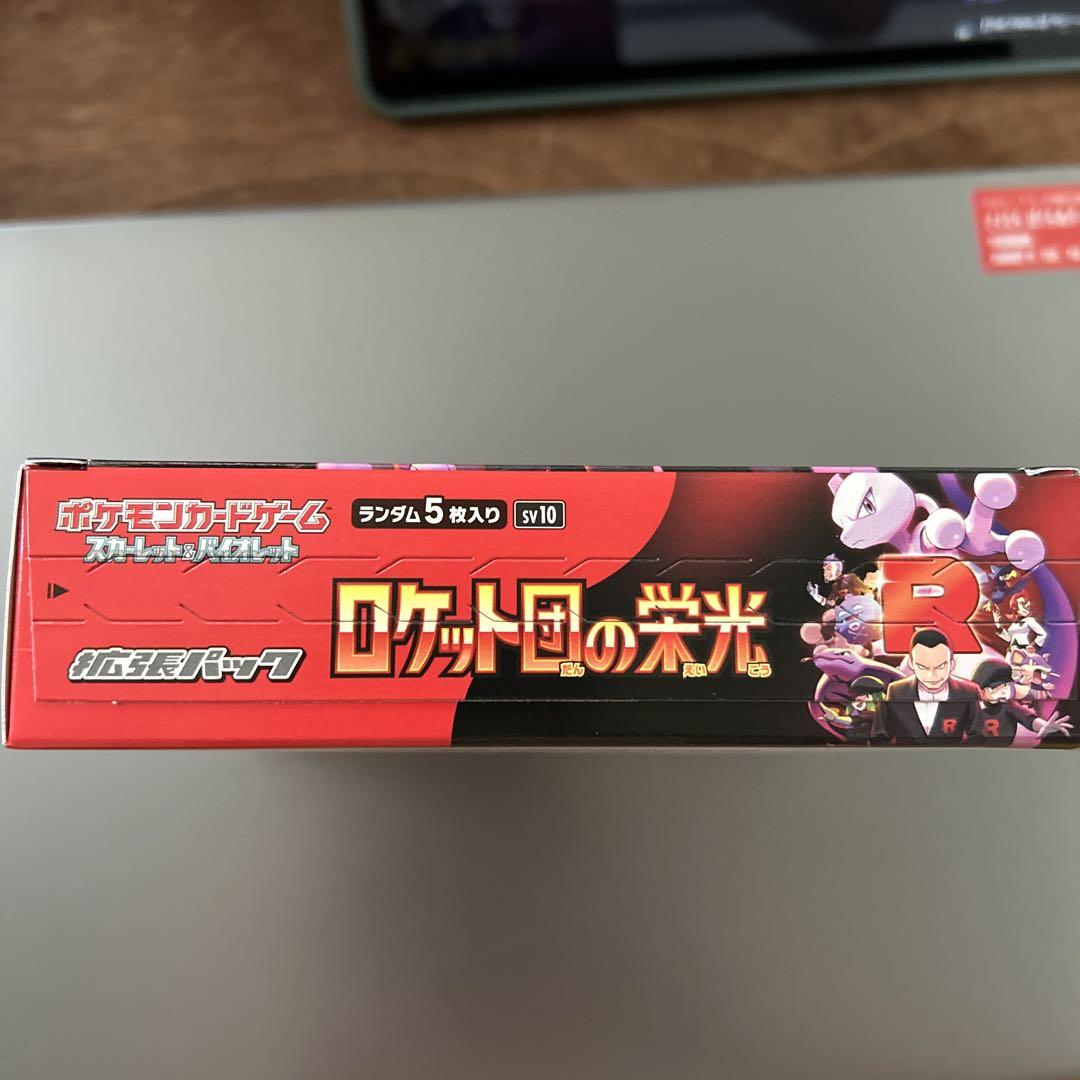 ポケモンカードゲーム
スカーレット&バイオレット
ランダム5枚入り
SV10
拡張パック
ロケット団の栄光
だん えい こう
R
R R